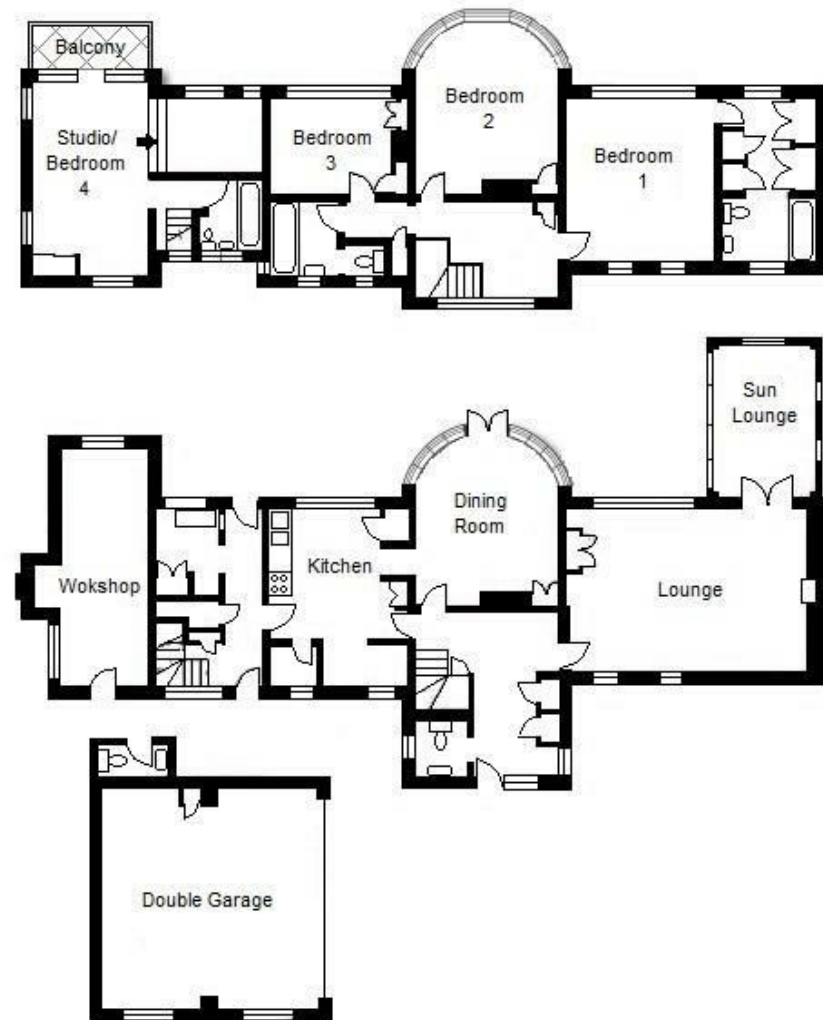 Balcony
Studio/
Bedroom
4
Bedroom
3
Bedroom
2
Bedroom
1
Sun
Lounge
Wokshop
Kitchen
Dining
Room
Lounge
Double Garage